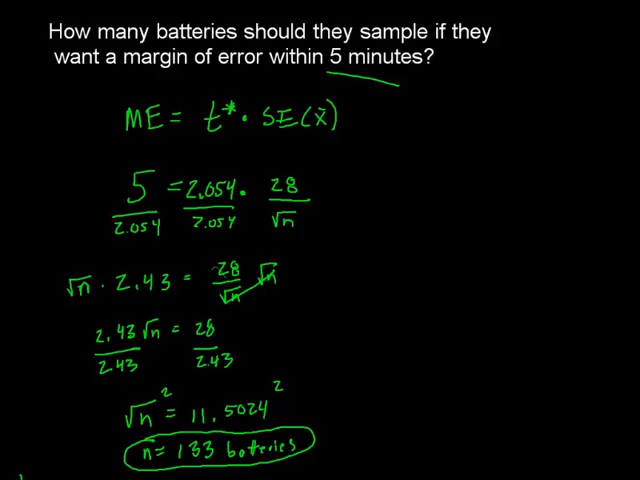 How many batteries should they sample if they
want a margin of error within 5 minutes?
ME = t* · SE(x̄)
5 = 2.054 · 28
2.054 2.054 √n
√n · 2.43 = 28 √n
√n
2.43 √n = 28
2.43 2.43
√n² = 11.5024²
n = 133 batteries